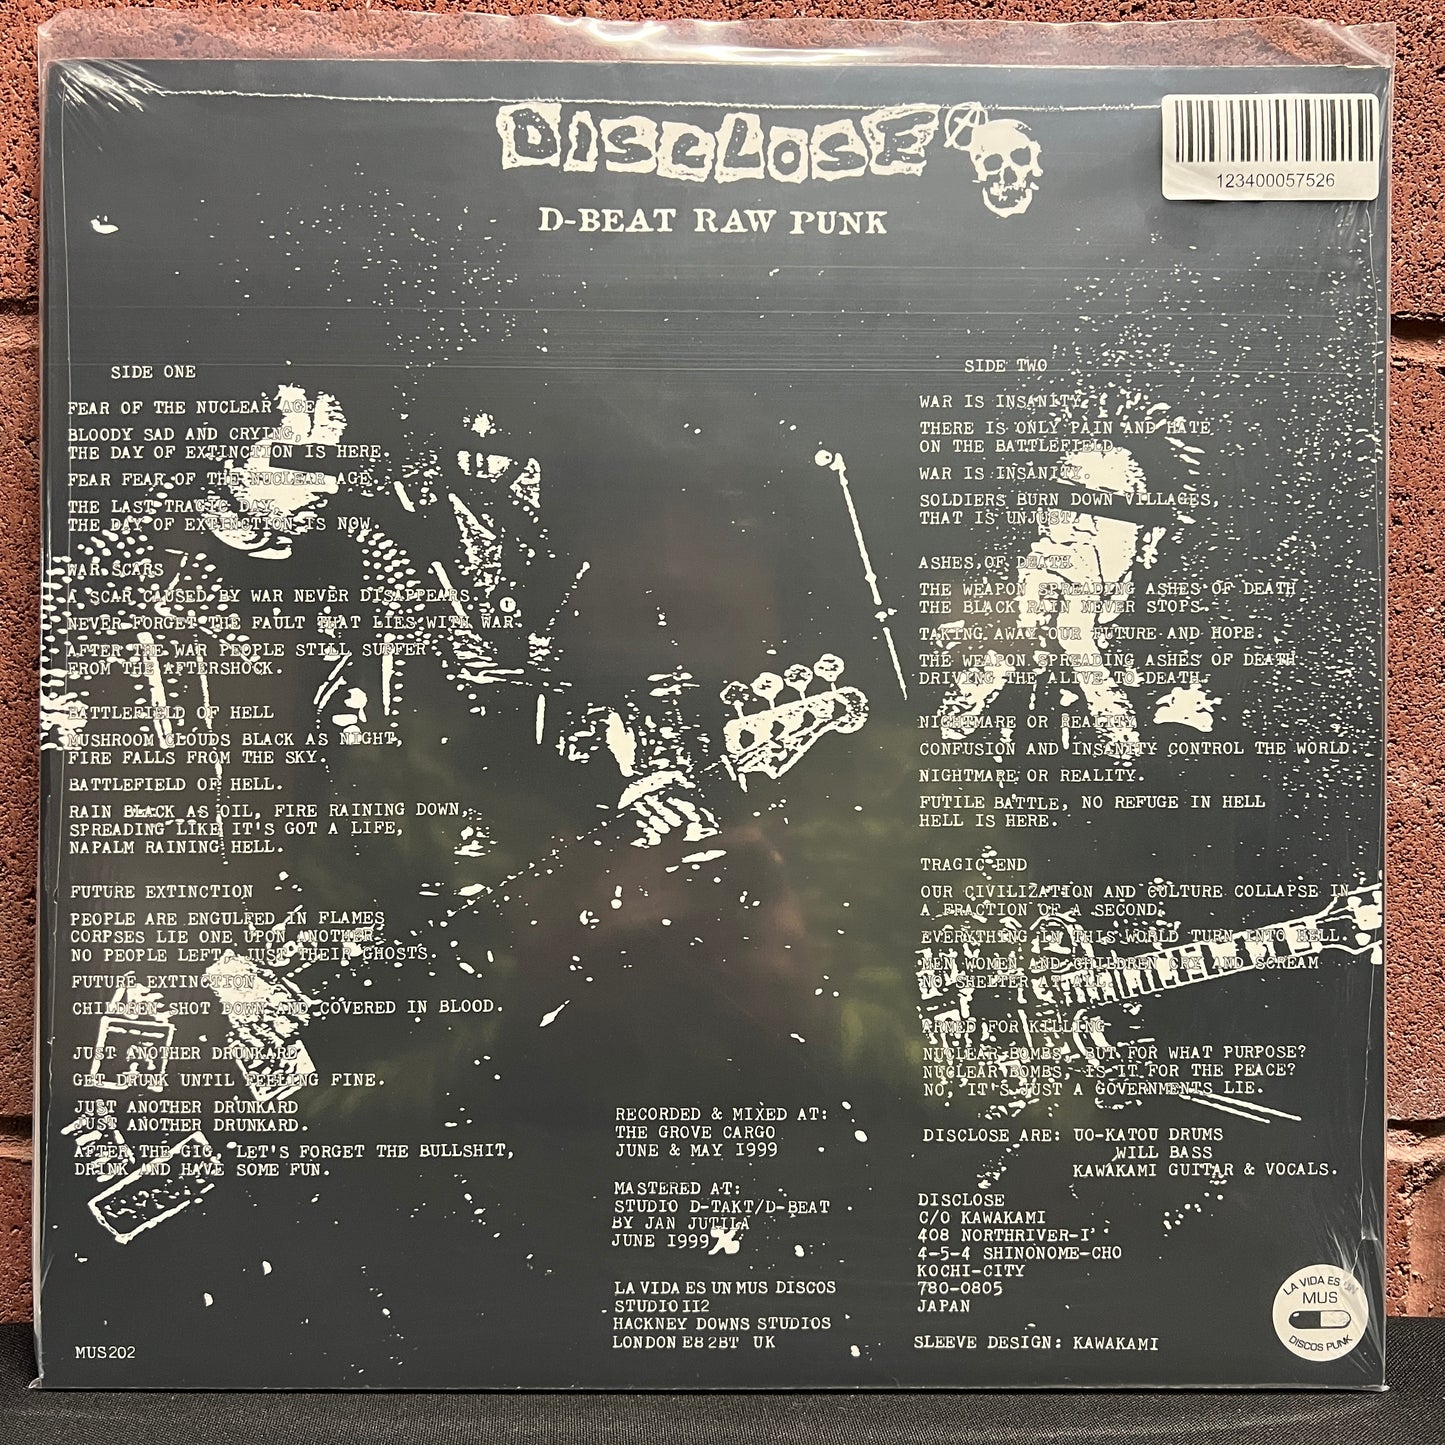 DISCLOSE
D-BEAT RAW PUNK
123400057526
SIDE ONE
FEAR OF THE NUCLEAR AGE
BLOODY SAD AND CRYING,
THE DAY OF EXTINCTION IS HERE.
FEAR FEAR OF THE NUCLEAR AGE
THE LAST TRAGIC DAY,
THE DAY OF EXTINCTION IS NOW.
WAR SCARS
A SCAR CAUSED BY WAR NEVER DISAPPEARS.
NEVER FORGET THE FAULT THAT LIES WITH WAR.
AFTER THE WAR PEOPLE STILL SUFFER
FROM THE AFTERSHOCK.
BATTLEFIELD OF HELL
MUSHROOM CLOUDS BLACK AS NIGHT,
FIRE FALLS FROM THE SKY.
BATTLEFIELD OF HELL.
RAIN BLACK AS OIL, FIRE RAINING DOWN,
SPREADING LIKE IT'S GOT A LIFE,
NAPALM RAINING HELL.
FUTURE EXTINCTION
PEOPLE ARE ENGULFED IN FLAMES
CORPSES LIE ONE UPON ANOTHER.
NO PEOPLE LEFT, JUST THEIR GHOSTS.
FUTURE EXTINCTION
CHILDREN SHOT DOWN AND COVERED IN BLOOD.
JUST ANOTHER DRUNKARD
GET DRUNK UNTIL FEELING FINE.
JUST ANOTHER DRUNKARD
JUST ANOTHER DRUNKARD.
AFTER THE GIG, LET'S FORGET THE BULLSHIT,
DRINK AND HAVE SOME FUN.
MUS202
RECORDED & MIXED AT:
THE GROVE CARGO
JUNE & MAY 1999
MASTERED AT:
STUDIO D-TAKT/D-BEAT
BY JAN JUTILA
JUNE 1999
LA VIDA ES UN MUS DISCOS
STUDIO 112
HACKNEY DOWNS STUDIOS
LONDON E8 2BT UK
SIDE TWO
WAR IS INSANITY
THERE IS ONLY PAIN AND HATE
ON THE BATTLEFIELD.
WAR IS INSANITY.
SOLDIERS BURN DOWN VILLAGES,
THAT IS UNJUST.
ASHES OF DEATH
THE WEAPON SPREADING ASHES OF DEATH
THE BLACK RAIN NEVER STOPS.
TAKING AWAY OUR FUTURE AND HOPE.
THE WEAPON SPREADING ASHES OF DEATH
DRIVING THE ALIVE TO DEATH.
NIGHTMARE OR REALITY
CONFUSION AND INSANITY CONTROL THE WORLD.
NIGHTMARE OR REALITY.
FUTILE BATTLE, NO REFUGE IN HELL
HELL IS HERE.
TRAGIC END
OUR CIVILIZATION AND CULTURE COLLAPSE IN
A FRACTION OF A SECOND.
EVERYTHING IN THIS WORLD TURN INTO HELL.
MEN WOMEN AND CHILDREN CRY AND SCREAM
NO SHELTER AT ALL.
ARMED FOR KILLING
NUCLEAR BOMBS, BUT FOR WHAT PURPOSE?
NUCLEAR BOMBS, IS IT FOR THE PEACE?
NO, IT'S JUST A GOVERNMENTS LIE.
DISCLOSE ARE: UO-KATOU DRUMS
WILL BASS
KAWAKAMI GUITAR & VOCALS.
DISCLOSE
C/O KAWAKAMI
408 NORTHRIVER-I
4-5-4 SHINONOME-CHO
KOCHI-CITY
780-0805
JAPAN
SLEEVE DESIGN: KAWAKAMI
LA VIDA ES UN
MUS
DISCOS PUNK